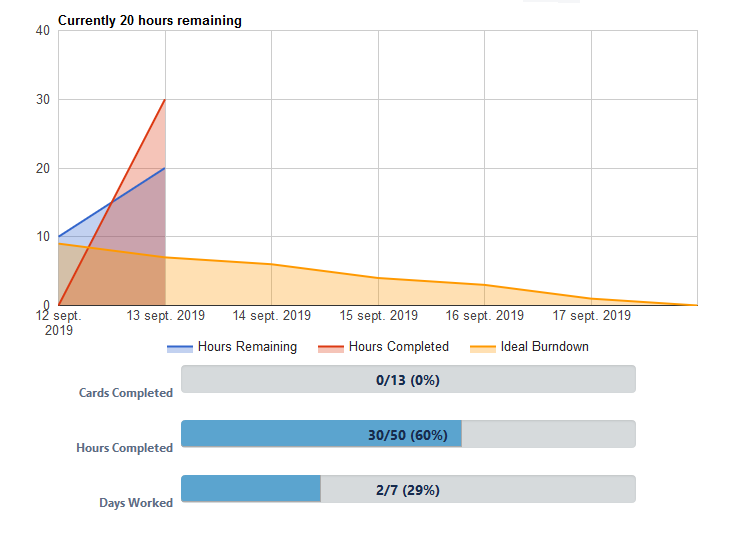 Currently 20 hours remaining
40
30
20
10
0
12 sept. 2019
13 sept. 2019
14 sept. 2019
15 sept. 2019
16 sept. 2019
17 sept. 2019
Hours Remaining
Hours Completed
Ideal Burndown
Cards Completed
0/13 (0%)
Hours Completed
30/50 (60%)
Days Worked
2/7 (29%)